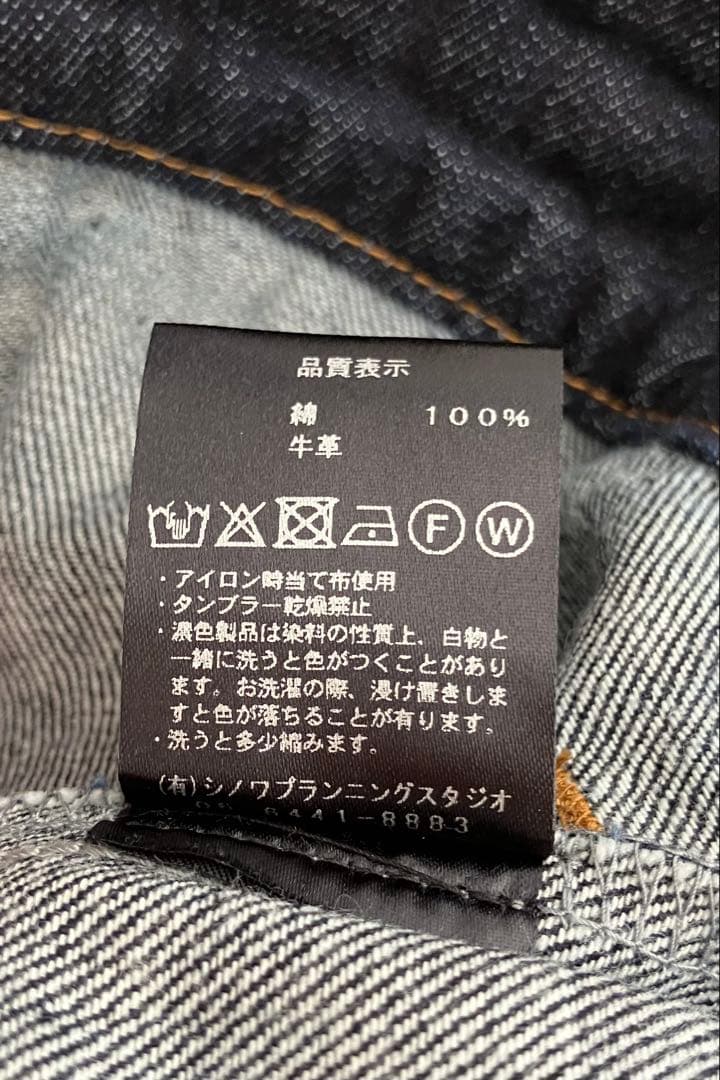 品質表示
綿 100%
牛革
F W
・アイロン時当て布使用
・タンブラー乾燥禁止
・濃色製品は染料の性質上、白物と
一緒に洗うと色がつくことがあり
ます。お洗濯の際、浸け置きしま
すと色が落ちることが有ります。
・洗うと多少縮みます。
(有)シノワプランニングスタジオ
6441-8883